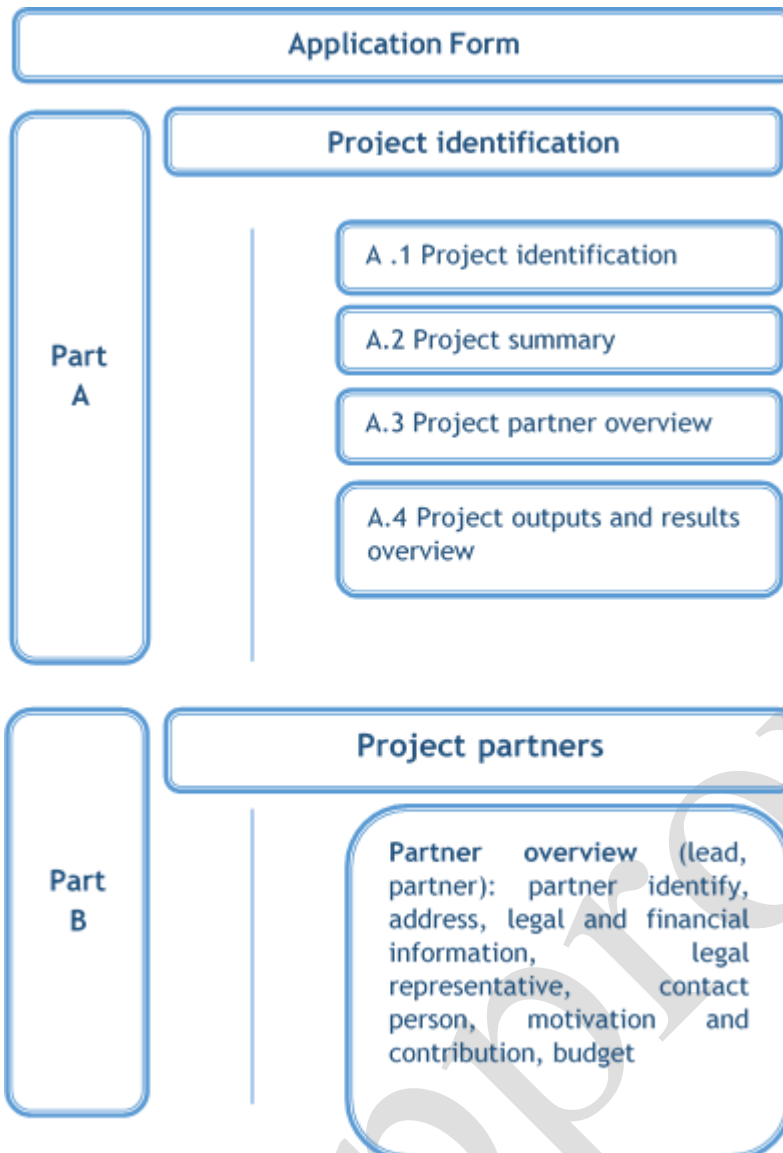 Application Form
Project identification
Part
A
A .1 Project identification
A.2 Project summary
A.3 Project partner overview
A.4 Project outputs and results
overview
Project partners
Part
B
Partner overview (lead,
partner): partner identify,
address, legal and financial
information, legal
representative, contact
person, motivation and
contribution, budget